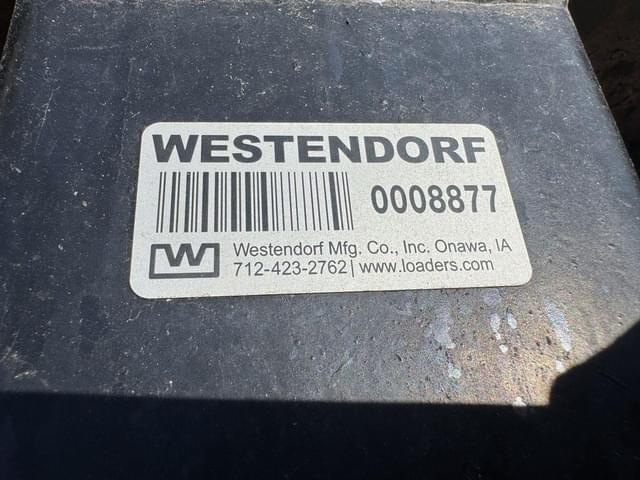 WESTENDORF
0008877
W
Westendorf Mfg. Co., Inc. Onawa, IA
712-423-2762 | www.loaders.com